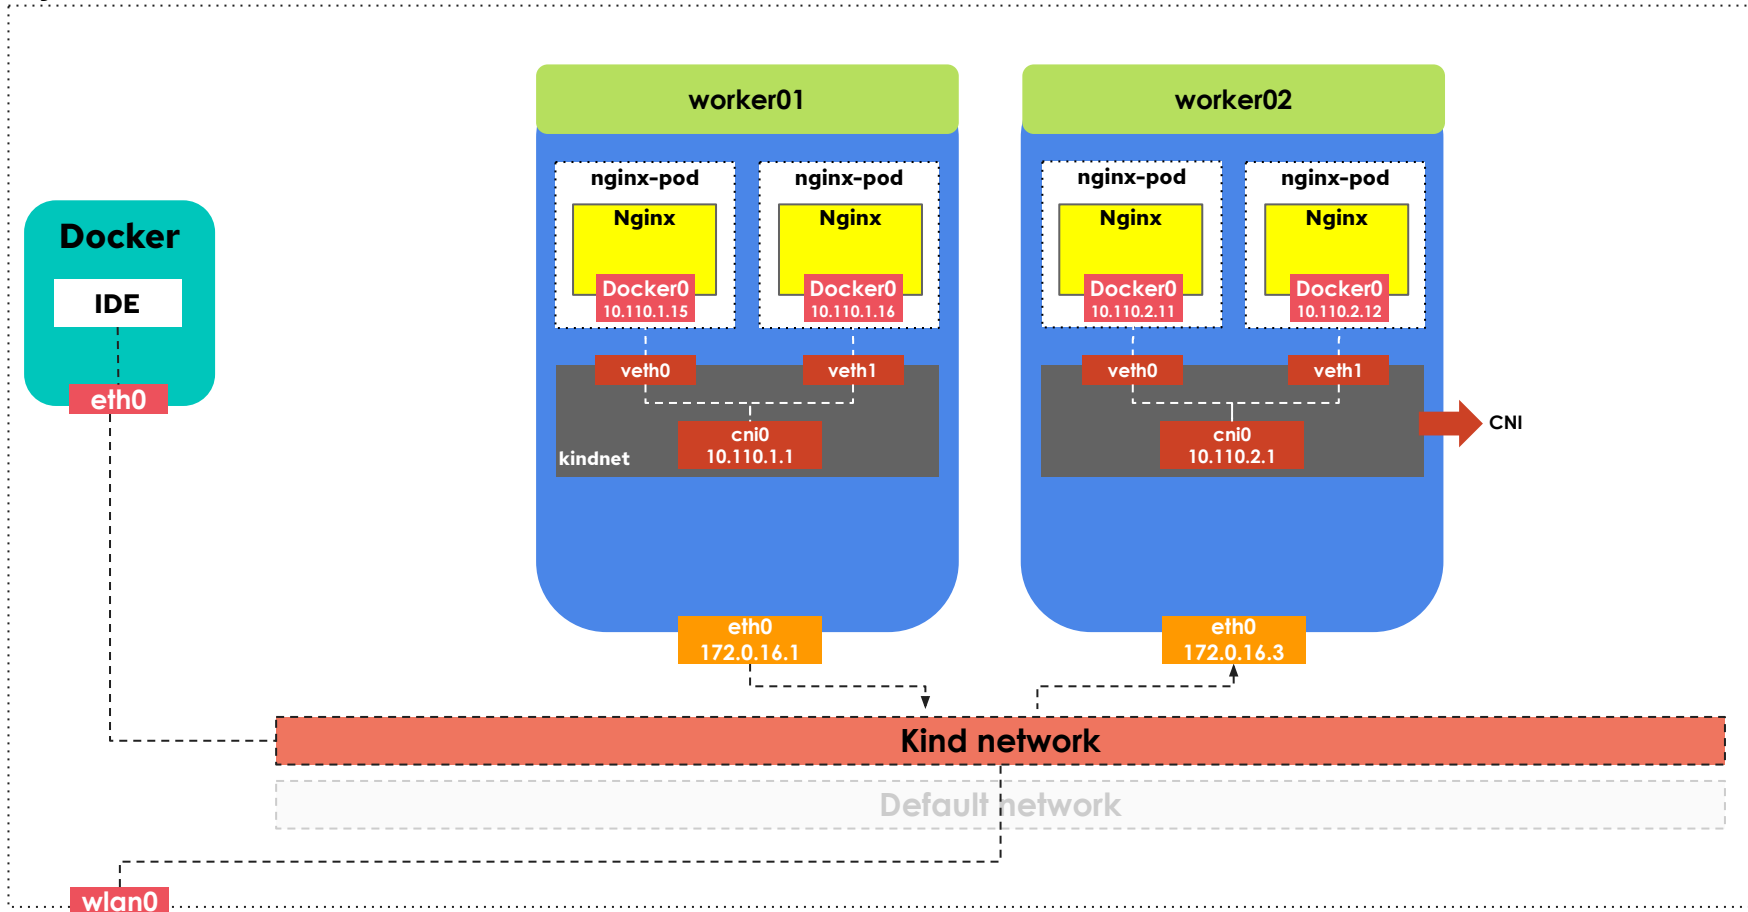 worker01
worker02
nginx-pod
nginx-pod
nginx-pod
nginx-pod
Nginx
Nginx
Nginx
Nginx
Docker
IDE
Docker0
10.110.1.15
Docker0
10.110.1.16
Docker0
10.110.2.11
Docker0
10.110.2.12
veth0
veth1
veth0
veth1
eth0
cni0
10.110.1.1
kindnet
cni0
10.110.2.1
CNI
eth0
172.0.16.1
eth0
172.0.16.3
Kind network
Default network
wlan0